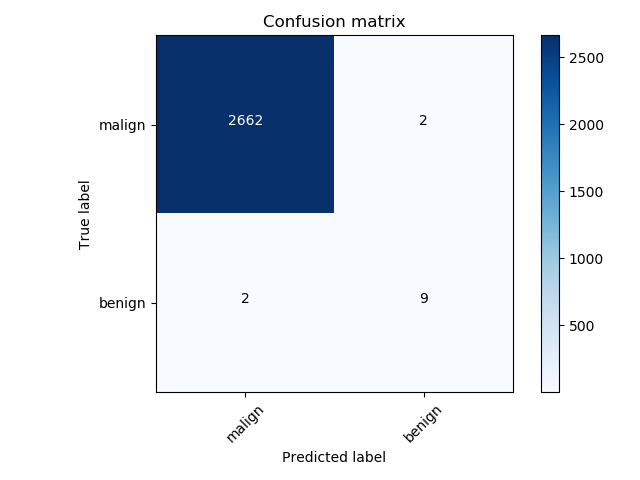 Confusion matrix
True label
malign
benign
2662
2
2
9
malign
benign
Predicted label
2500
2000
1500
1000
500